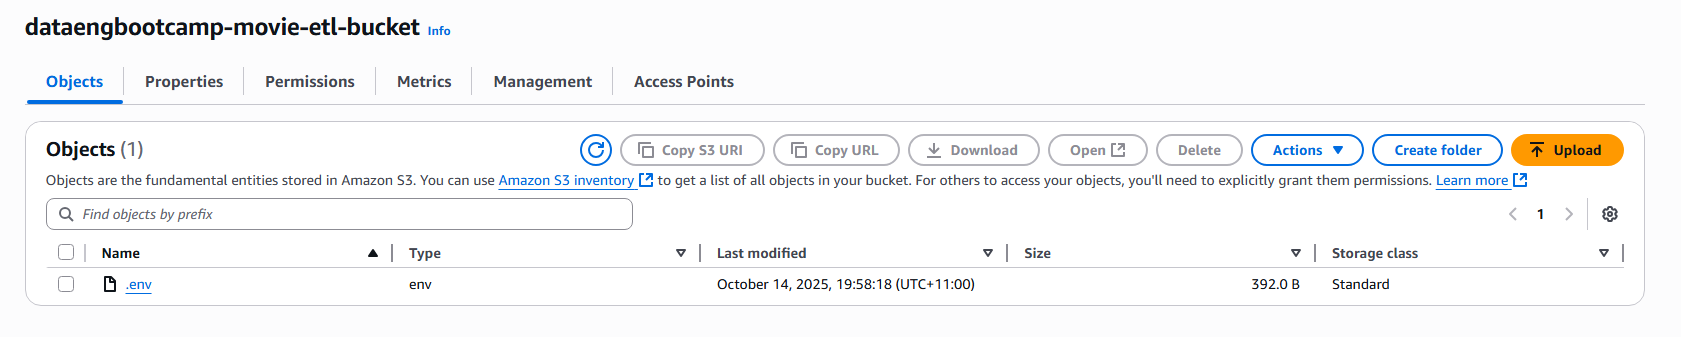 dataengbootcamp-movie-etl-bucket Info
Objects Properties Permissions Metrics Management Access Points
Objects (1) Copy S3 URI Copy URL Download Open Delete Actions Create folder Upload
Objects are the fundamental entities stored in Amazon S3. You can use Amazon S3 inventory to get a list of all objects in your bucket. For others to access your objects, you'll need to explicitly grant them permissions. Learn more
Find objects by prefix 1
Name Type Last modified Size Storage class
.env env October 14, 2025, 19:58:18 (UTC+11:00) 392.0 B Standard